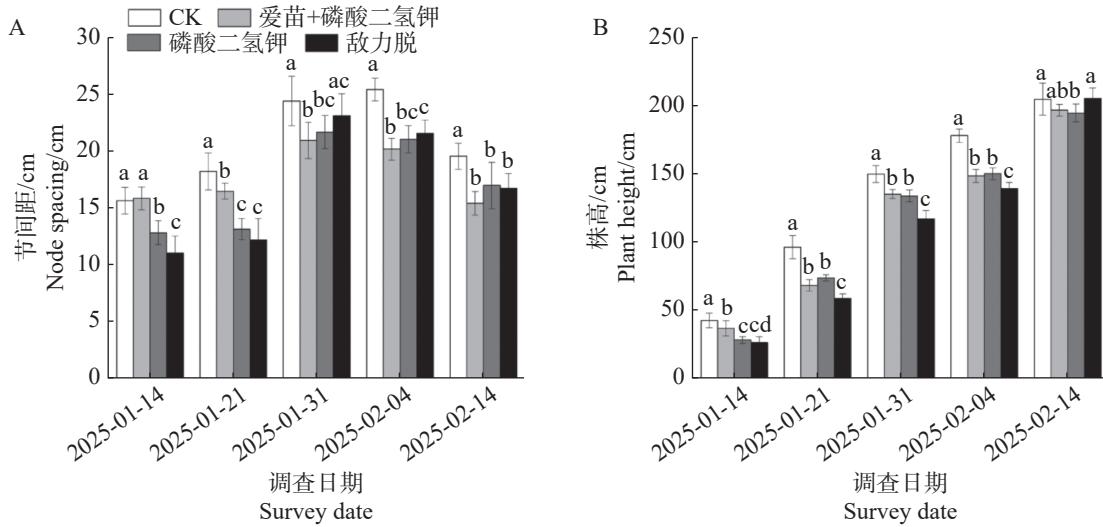 A
CK 爱苗+磷酸二氢钾
磷酸二氢钾 敌力脱
30
25
20
15
10
5
0
节间距/cm
Node spacing/cm
a a b c
a b c c
a b bc ac
a b bc c
a c b b
2025-01-14 2025-01-21 2025-01-31 2025-02-04 2025-02-14
调查日期
Survey date
B
250
200
150
100
50
0
株高/cm
Plant height/cm
a b ccd
a b b c
a b b c
a b b c
a abb a
2025-01-14 2025-01-21 2025-01-31 2025-02-04 2025-02-14
调查日期
Survey date